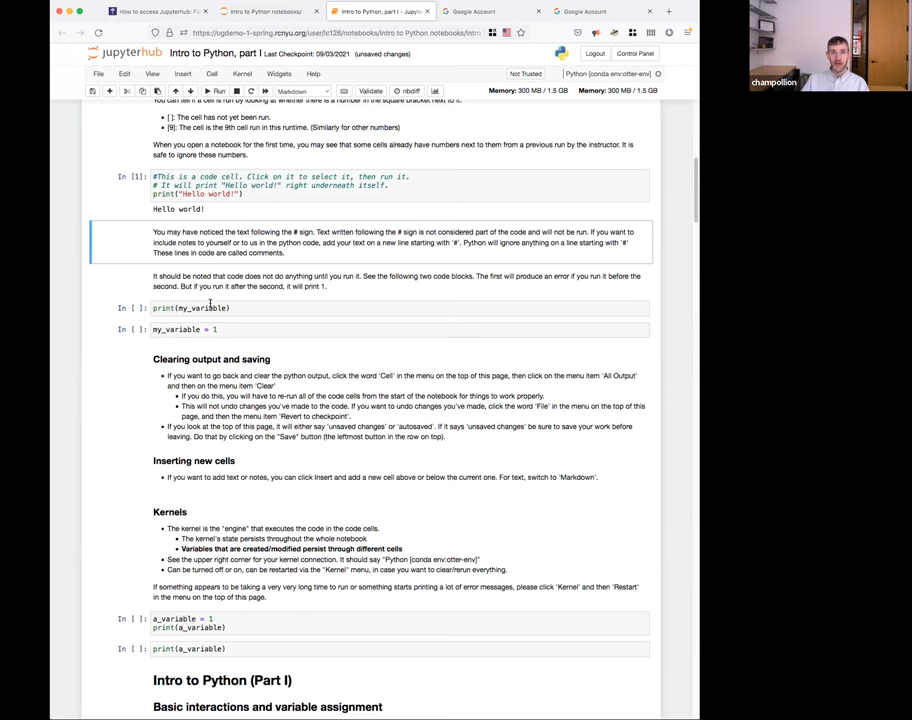 How to access Jupyterhub: Fo
Intro to Python notebooks/
Intro to Python, part I - Jupyte
Google Account
Google Account
https://ogdemo-1-spring.rcnyu.org/user/lc126/notebooks/Intro to Python notebooks/Intro
jupyterhub Intro to Python, part I Last Checkpoint: 09/03/2021 (unsaved changes)
Logout
Control Panel
File Edit View Insert Cell Kernel Widgets Help
Not Trusted
Python [conda env:otter-env]
Run
Markdown
Validate
nbdiff
Memory: 300 MB / 1.5 GB
Memory: 300 MB / 1.5 GB
champollion
You can tell if a cell is run by looking at whether there is a number in the square bracket next to it.
• [ ]: The cell has not yet been run.
• [9]: The cell is the 9th cell run in this runtime. (Similarly for other numbers)
When you open a notebook for the first time, you may see that some cells already have numbers next to them from a previous run by the instructor. It is
safe to ignore these numbers.
In [1]: #This is a code cell. Click on it to select it, then run it.
# It will print "Hello world!" right underneath itself.
print("Hello world!")
Hello world!
You may have noticed the text following the # sign. Text written following the # sign is not considered part of the code and will not be run. If you want to
include notes to yourself or to us in the python code, add your text on a new line starting with '#'. Python will ignore anything on a line starting with '#'
These lines in code are called comments.
It should be noted that code does not do anything until you run it. See the following two code blocks. The first will produce an error if you run it before the
second. But if you run it after the second, it will print 1.
In [ ]: print(my_variable)
In [ ]: my_variable = 1
Clearing output and saving
• If you want to go back and clear the python output, click the word 'Cell' in the menu on the top of this page, then click on the menu item 'All Output'
and then on the menu item 'Clear'
• If you do this, you will have to re-run all of the code cells from the start of the notebook for things to work properly.
• This will not undo changes you've made to the code. If you want to undo changes you've made, click the word 'File' in the menu on the top of this
page, and then the menu item 'Revert to checkpoint'.
• If you look at the top of this page, it will either say 'unsaved changes' or 'autosaved'. If it says 'unsaved changes' be sure to save your work before
leaving. Do that by clicking on the "Save" button (the leftmost button in the row on top).
Inserting new cells
• If you want to add text or notes, you can click Insert and add a new cell above or below the current one. For text, switch to 'Markdown'.
Kernels
• The kernel is the "engine" that executes the code in the code cells.
• The kernel's state persists throughout the whole notebook
• Variables that are created/modified persist through different cells
• See the upper right corner for your kernel connection. It should say "Python [conda env:otter-env]"
• Can be turned off or on, can be restarted via the "Kernel" menu, in case you want to clear/rerun everything.
If something appears to be taking a very very long time to run or something starts printing a lot of error messages, please click 'Kernel' and then 'Restart'
in the menu on the top of this page.
In [ ]: a_variable = 1
print(a_variable)
In [ ]: print(a_variable)
Intro to Python (Part I)
Basic interactions and variable assignment